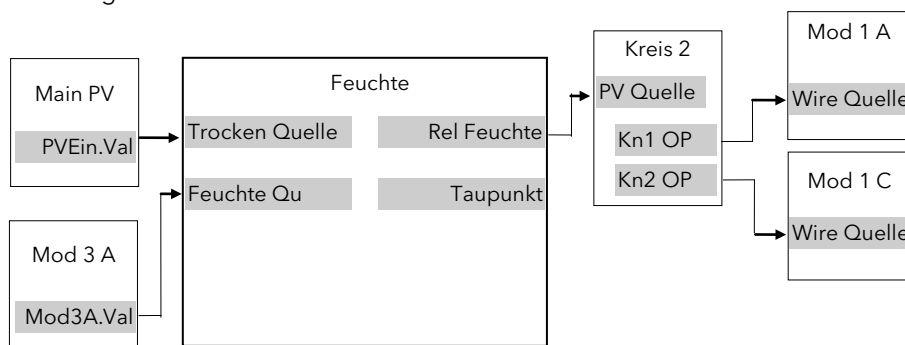 Main PV
PVEin.Val
Mod 3 A
Mod3A.Val
Feuchte
Trocken Quelle
Rel Feuchte
Feuchte Qu
Taupunkt
Kreis 2
PV Quelle
Kn1 OP
Kn2 OP
Mod 1 A
Wire Quelle
Mod 1 C
Wire Quelle